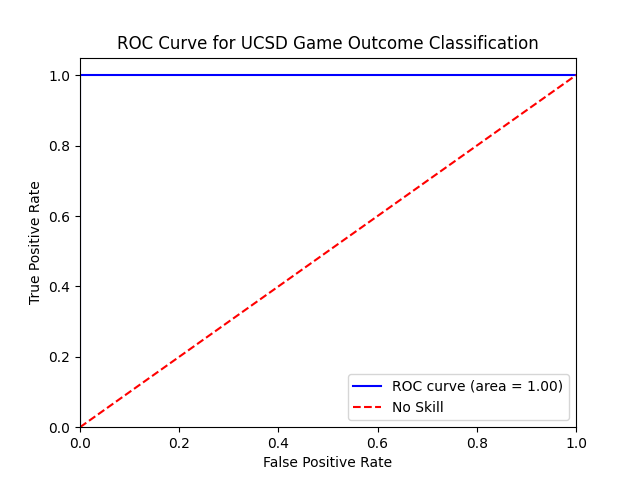 ROC Curve for UCSD Game Outcome Classification
1.0
0.8
0.6
0.4
0.2
0.0
True Positive Rate
ROC curve (area = 1.00)
No Skill
0.0 0.2 0.4 0.6 0.8 1.0
False Positive Rate